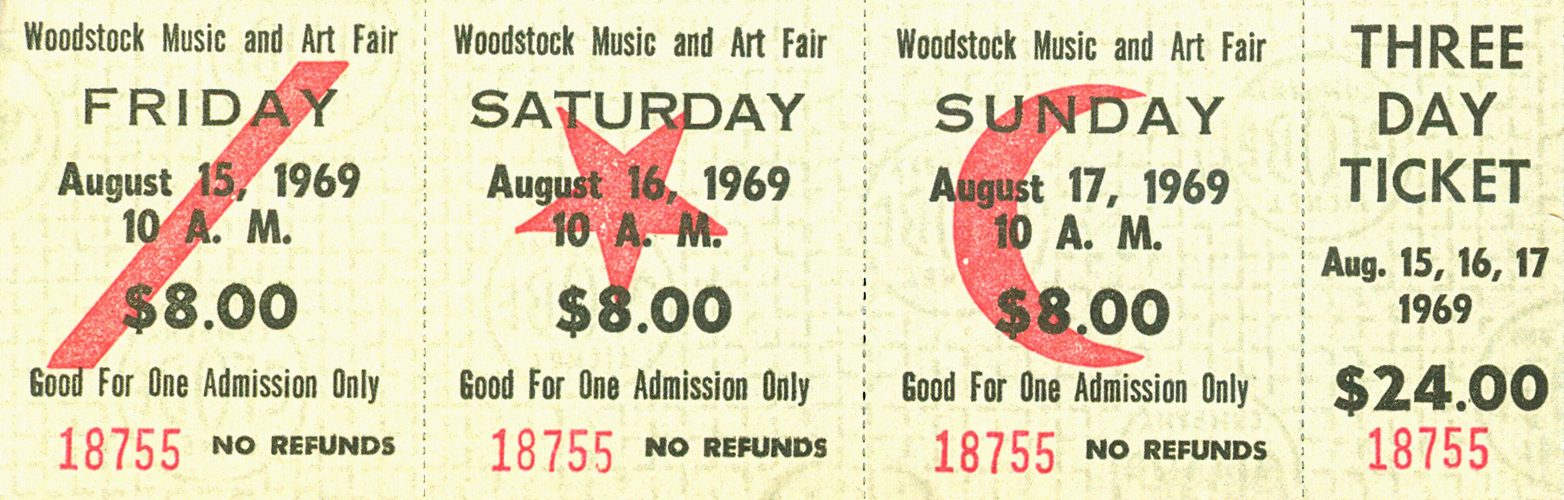 Woodstock Music and Art Fair
FRIDAY
August 15, 1969
10 A. M.
$8.00
Good For One Admission Only
18755 NO REFUNDS
Woodstock Music and Art Fair
SATURDAY
August 16, 1969
10 A. M.
$8.00
Good For One Admission Only
18755 NO REFUNDS
Woodstock Music and Art Fair
SUNDAY
August 17, 1969
10 A. M.
$8.00
Good For One Admission Only
18755 NO REFUNDS
THREE
DAY
TICKET
Aug. 15, 16, 17
1969
$24.00
18755